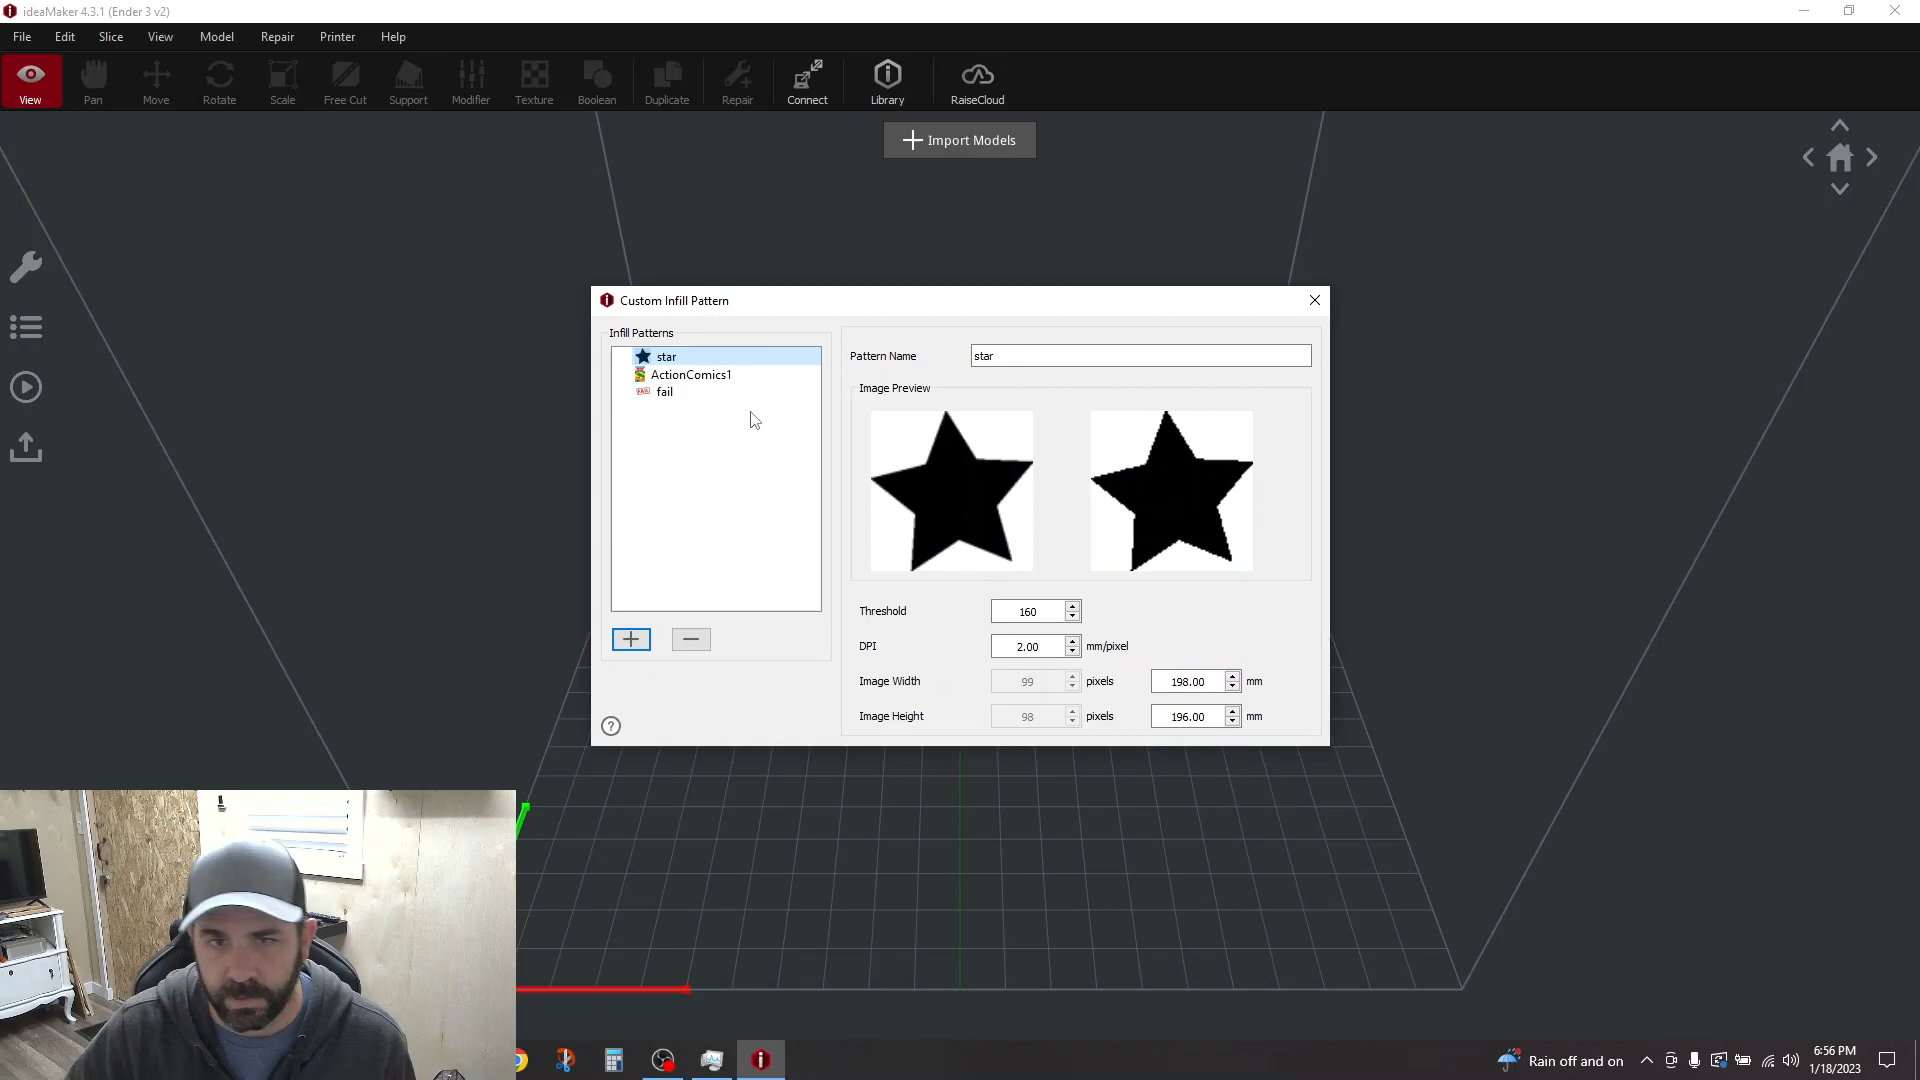 ideaMaker 4.3.1 (Ender 3 v2)
File Edit Slice View Model Repair Printer Help
View Pan Move Rotate Scale Free Cut Support Modifier Texture Boolean Duplicate Repair Connect Library RaiseCloud
Import Models
Custom Infill Pattern
Infill Patterns
star
ActionComics1
fail
Pattern Name star
Image Preview
Threshold 160
DPI 2.00 mm/pixel
Image Width 99 pixels 198.00 mm
Image Height 98 pixels 196.00 mm
Rain off and on
6:56 PM
1/18/2023